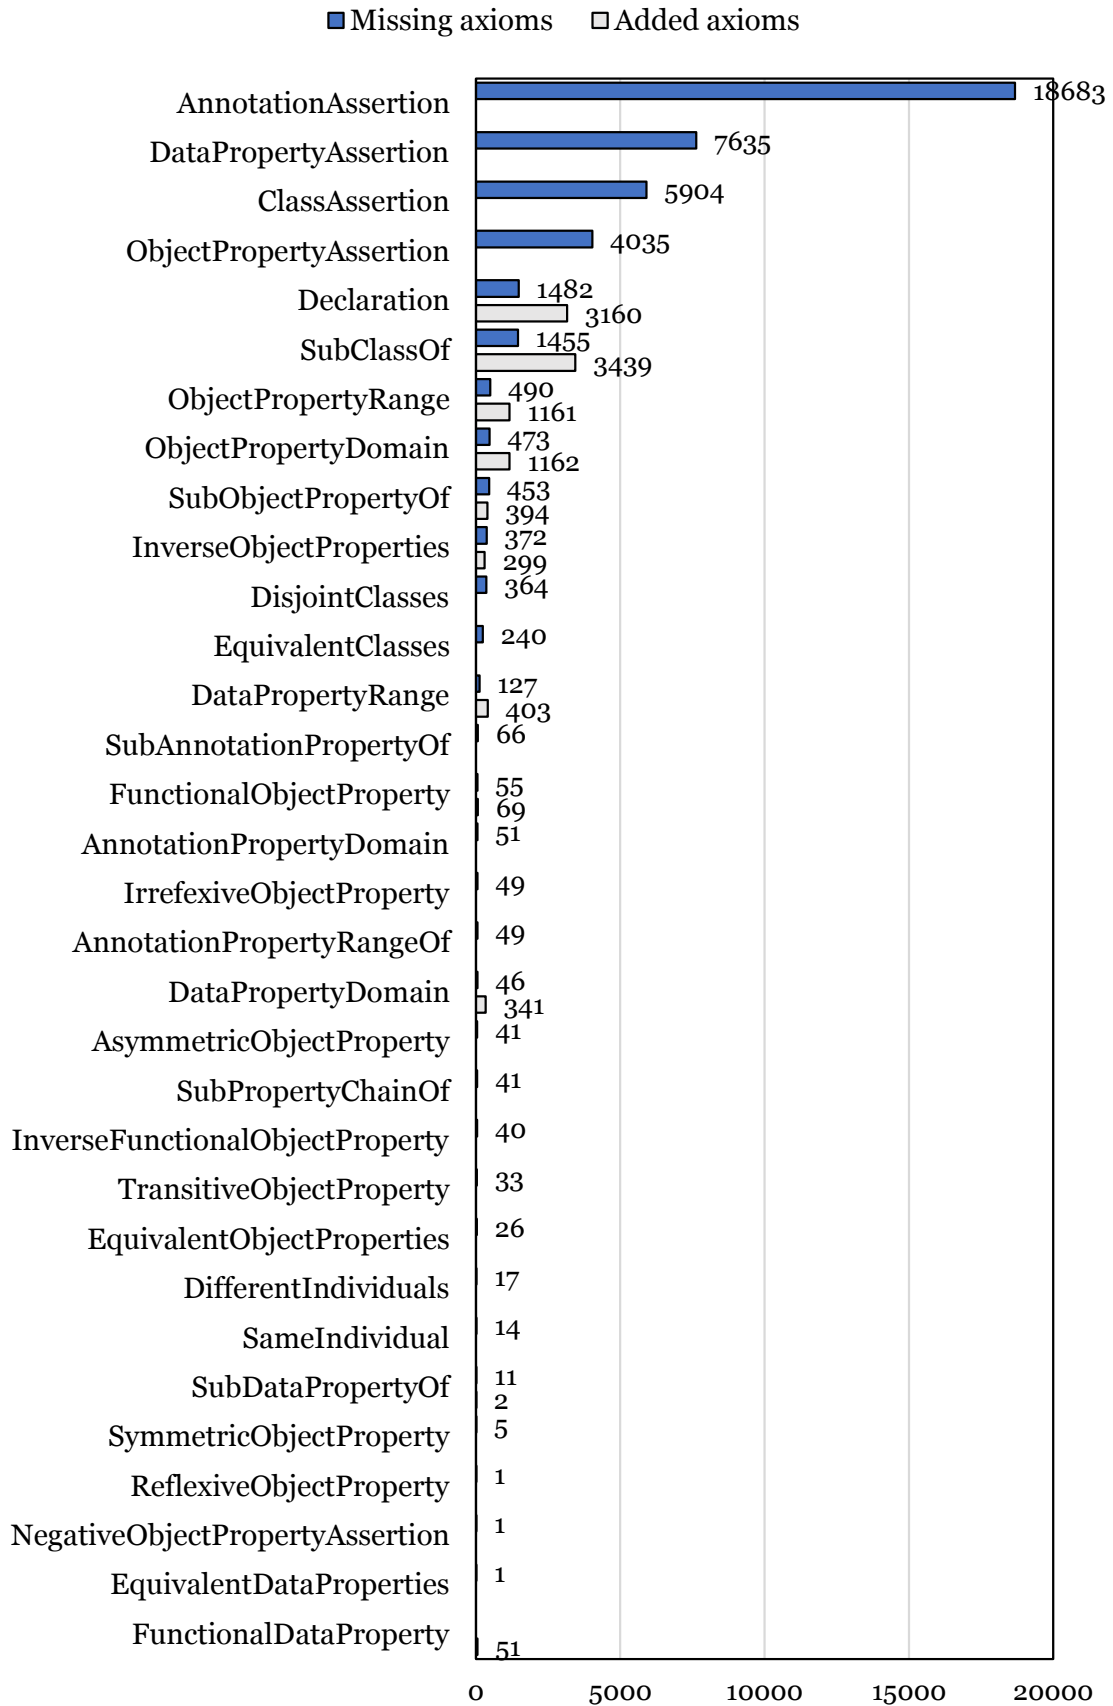 Missing axioms Added axioms
AnnotationAssertion 18683
DataPropertyAssertion 7635
ClassAssertion 5904
ObjectPropertyAssertion 4035
Declaration 1482
3160
SubClassOf 1455
3439
ObjectPropertyRange 490
1161
ObjectPropertyDomain 473
1162
SubObjectPropertyOf 453
394
InverseObjectProperties 372
299
DisjointClasses 364
EquivalentClasses 240
DataPropertyRange 127
403
SubAnnotationPropertyOf 66
FunctionalObjectProperty 55
69
AnnotationPropertyDomain 51
IrrefexiveObjectProperty 49
AnnotationPropertyRangeOf 49
DataPropertyDomain 46
341
AsymmetricObjectProperty 41
SubPropertyChainOf 41
InverseFunctionalObjectProperty 40
TransitiveObjectProperty 33
EquivalentObjectProperties 26
DifferentIndividuals 17
SameIndividual 14
SubDataPropertyOf 11
2
SymmetricObjectProperty 5
ReflexiveObjectProperty 1
NegativeObjectPropertyAssertion 1
EquivalentDataProperties 1
FunctionalDataProperty 51
0 5000 10000 15000 20000